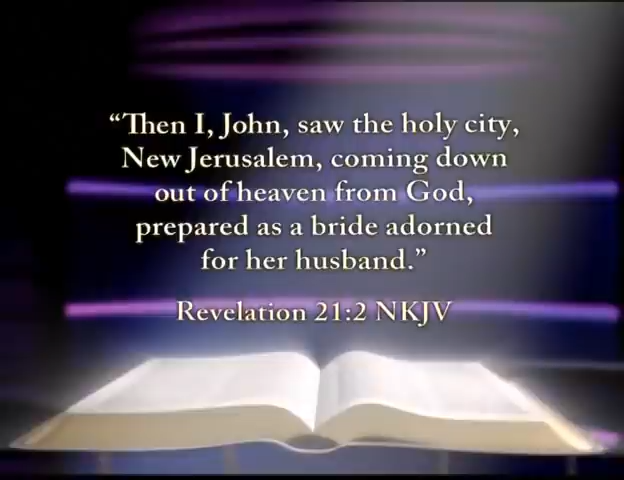 “Then I, John, saw the holy city,
New Jerusalem, coming down
out of heaven from God,
prepared as a bride adorned
for her husband.”
Revelation 21:2 NKJV